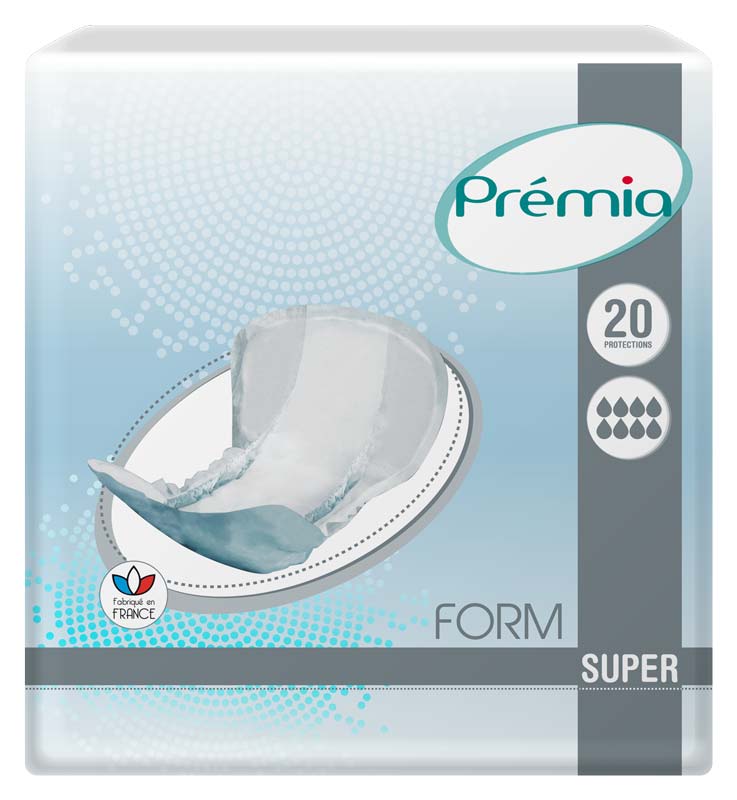 Prémia
20
PROTECTIONS
Fabriqué en
FRANCE
FORM
SUPER